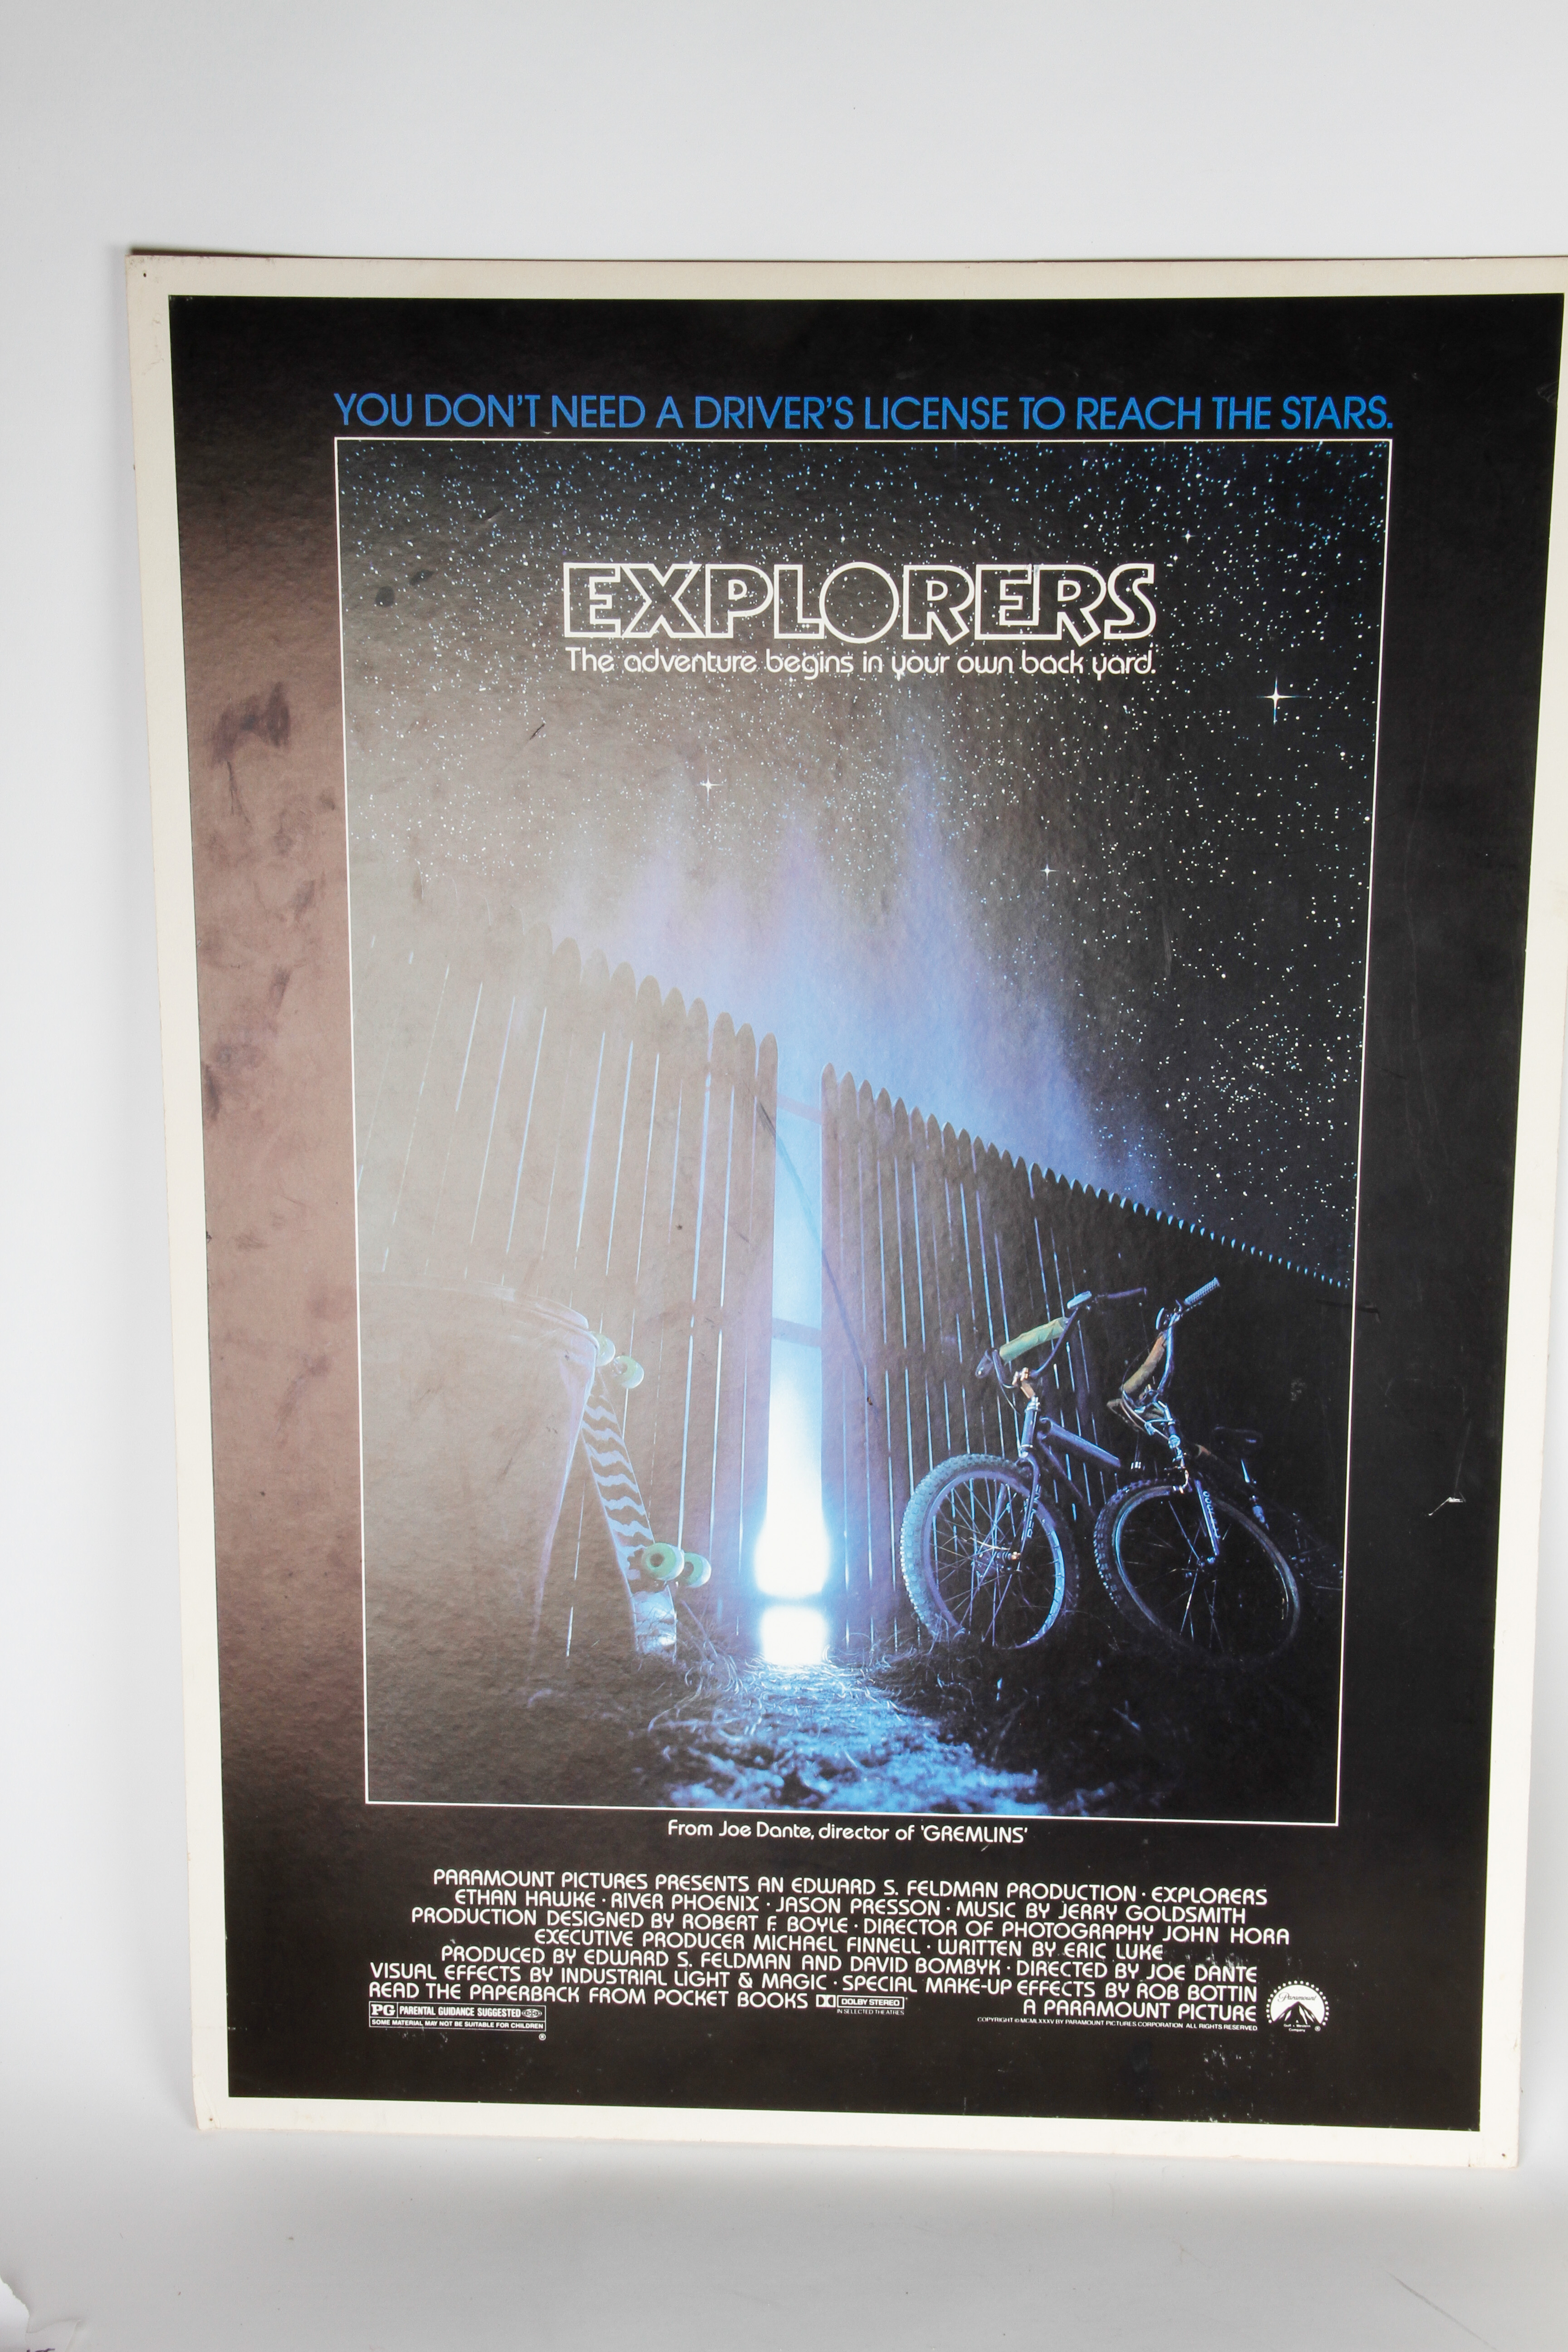 YOU DON'T NEED A DRIVER'S LICENSE TO REACH THE STARS.
EXPLORERS
The adventure begins in your own back yard.
From Joe Dante, director of 'GREMLINS'
PARAMOUNT PICTURES PRESENTS AN EDWARD S. FELDMAN PRODUCTION · EXPLORERS
ETHAN HAWKE · RIVER PHOENIX · JASON PRESSON · MUSIC BY JERRY GOLDSMITH
PRODUCTION DESIGNED BY ROBERT F. BOYLE · DIRECTOR OF PHOTOGRAPHY JOHN HORA
EXECUTIVE PRODUCER MICHAEL FINNELL · WRITTEN BY ERIC LUKE
PRODUCED BY EDWARD S. FELDMAN AND DAVID BOMBYK · DIRECTED BY JOE DANTE
VISUAL EFFECTS BY INDUSTRIAL LIGHT & MAGIC · SPECIAL MAKE-UP EFFECTS BY ROB BOTTIN
READ THE PAPERBACK FROM POCKET BOOKS DOLBY STEREO IN SELECTED THEATRES A PARAMOUNT PICTURE
PG PARENTAL GUIDANCE SUGGESTED
SOME MATERIAL MAY NOT BE SUITABLE FOR CHILDREN
®
COPYRIGHT © MCMLXXXV BY PARAMOUNT PICTURES CORPORATION ALL RIGHTS RESERVED
Paramount
Gulf + Western
Company
®